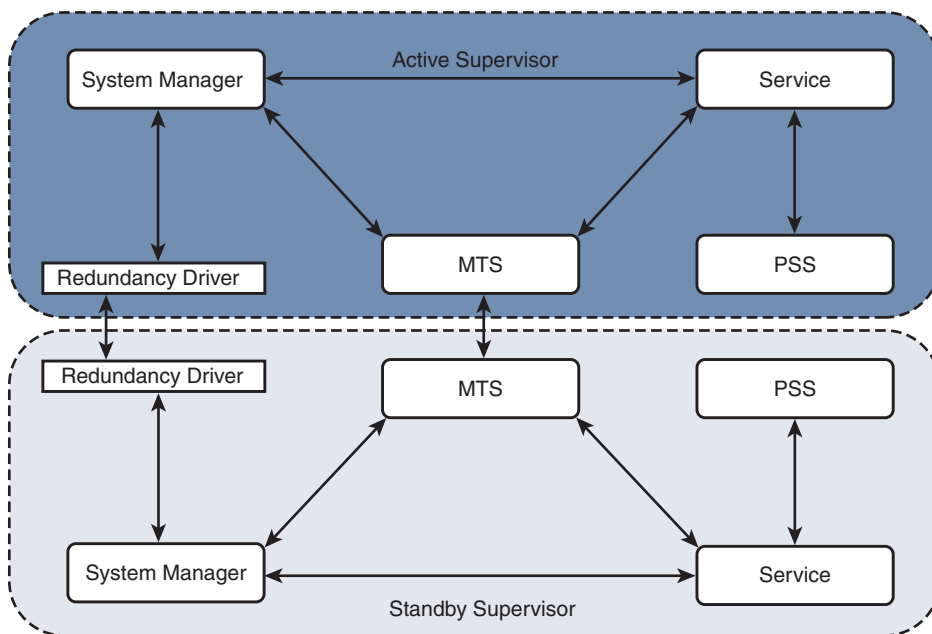 Active Supervisor
System Manager
Service
MTS
PSS
Redundancy Driver
Redundancy Driver
MTS
PSS
System Manager
Service
Standby Supervisor